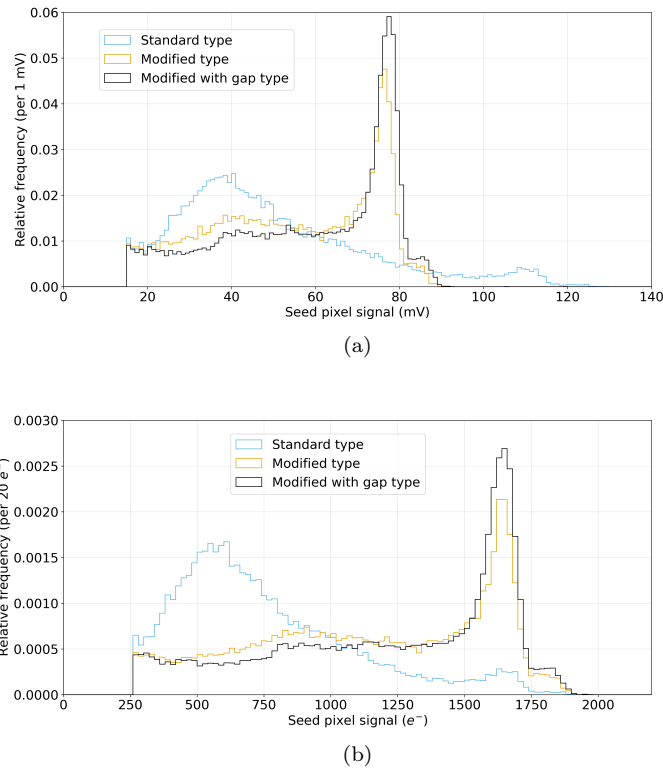 0.06
0.05
0.04
0.03
0.02
0.01
0.00
Relative frequency (per 1 mV)
Standard type
Modified type
Modified with gap type
0 20 40 60 80 100 120 140
Seed pixel signal (mV)
(a)
0.0030
0.0025
0.0020
0.0015
0.0010
0.0005
0.0000
Relative frequency (per 20 e⁻)
Standard type
Modified type
Modified with gap type
0 250 500 750 1000 1250 1500 1750 2000
Seed pixel signal (e⁻)
(b)